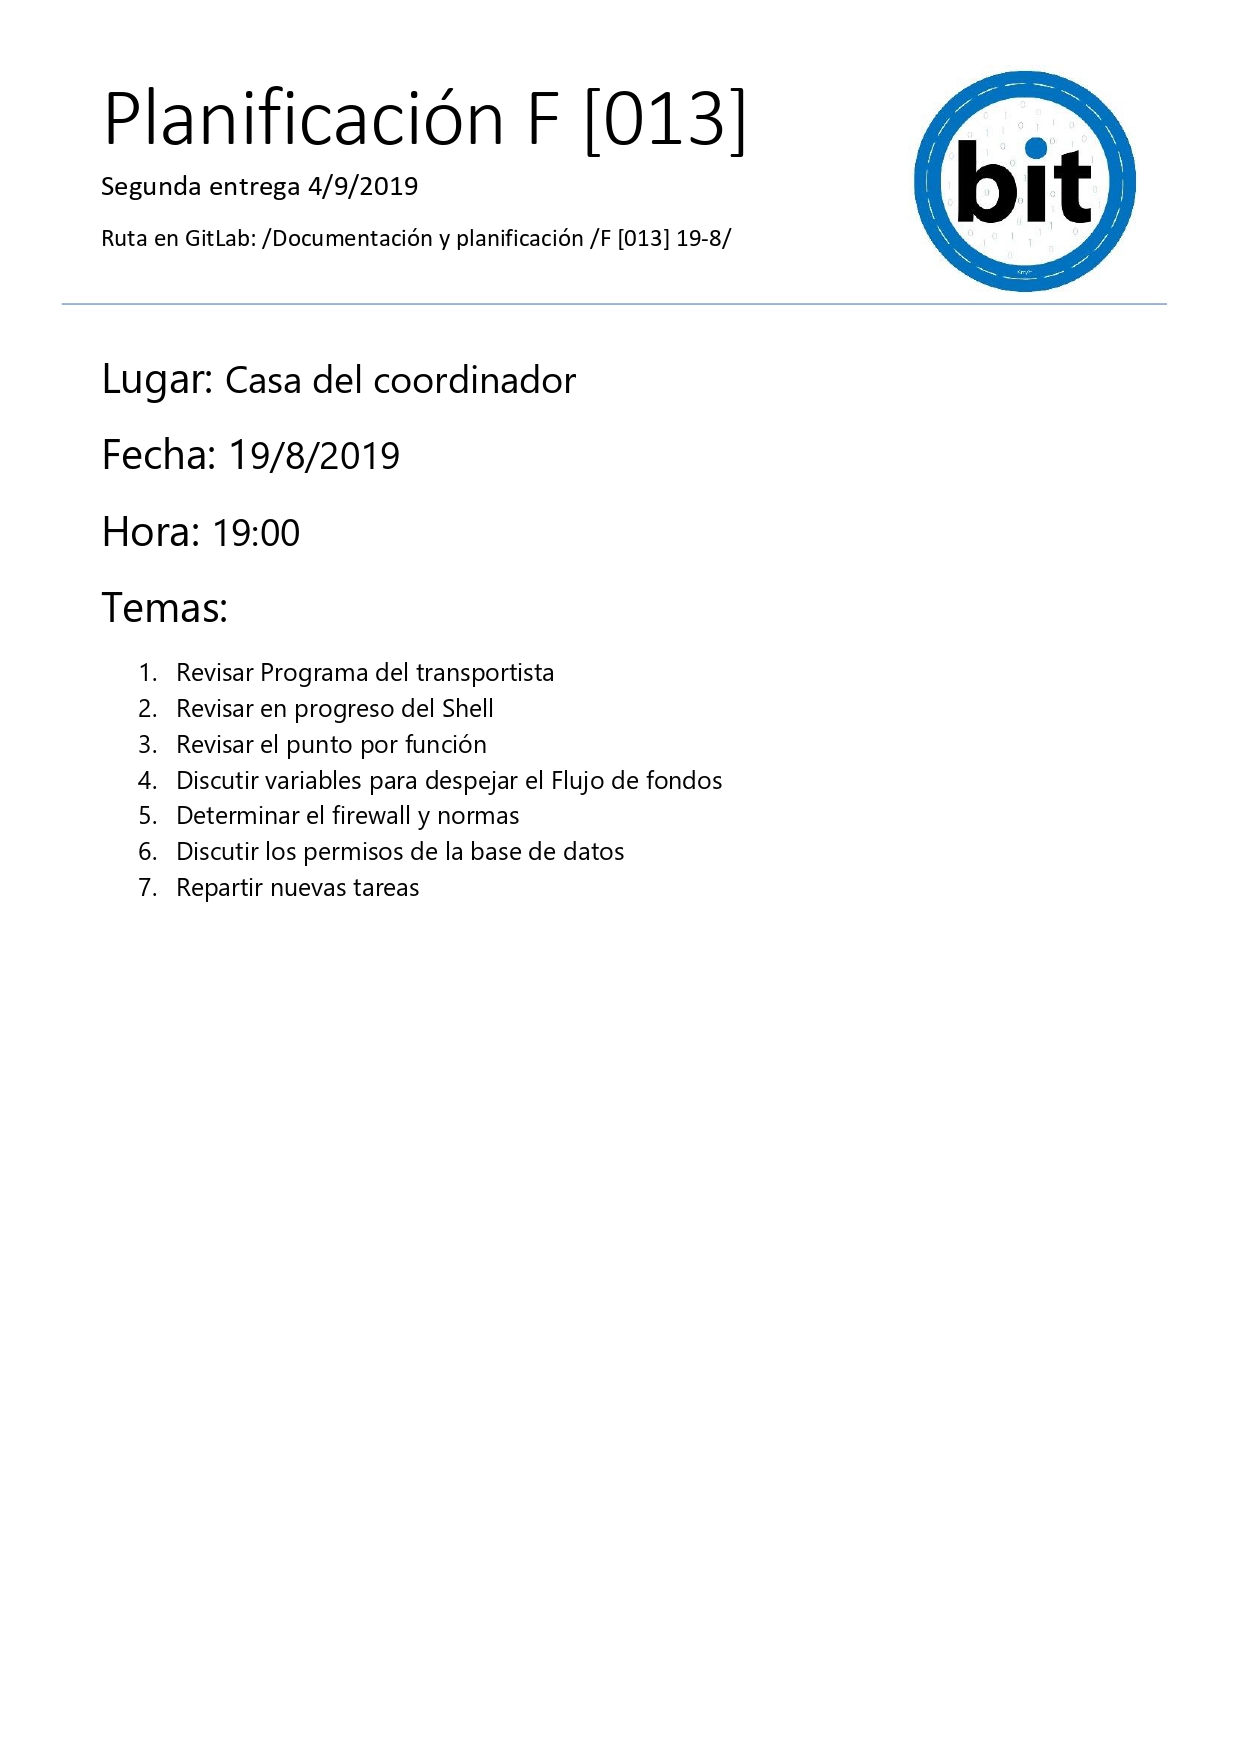 Planificación F [013]
Segunda entrega 4/9/2019
Ruta en GitLab: /Documentación y planificación /F [013] 19-8/
bit
Lugar: Casa del coordinador
Fecha: 19/8/2019
Hora: 19:00
Temas:
1. Revisar Programa del transportista
2. Revisar en progreso del Shell
3. Revisar el punto por función
4. Discutir variables para despejar el Flujo de fondos
5. Determinar el firewall y normas
6. Discutir los permisos de la base de datos
7. Repartir nuevas tareas